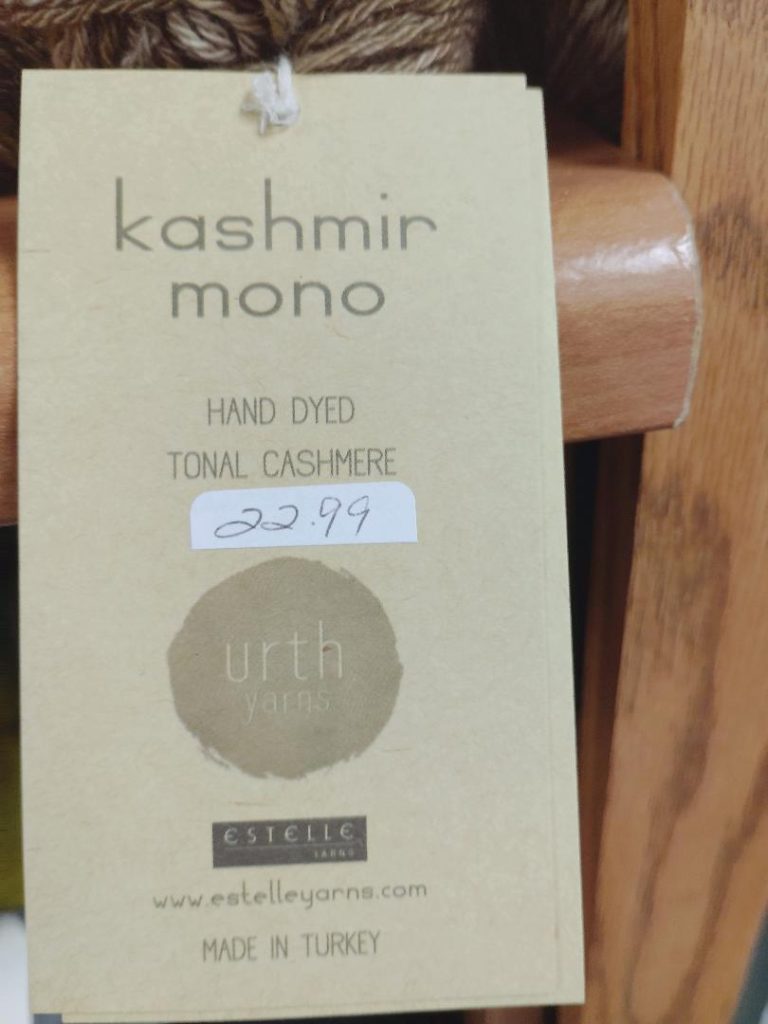 kashmir
mono
HAND DYED
TONAL CASHMERE
22.99
urth
yarns
ESTELLE
YARNS
www.estelleyarns.com
MADE IN TURKEY